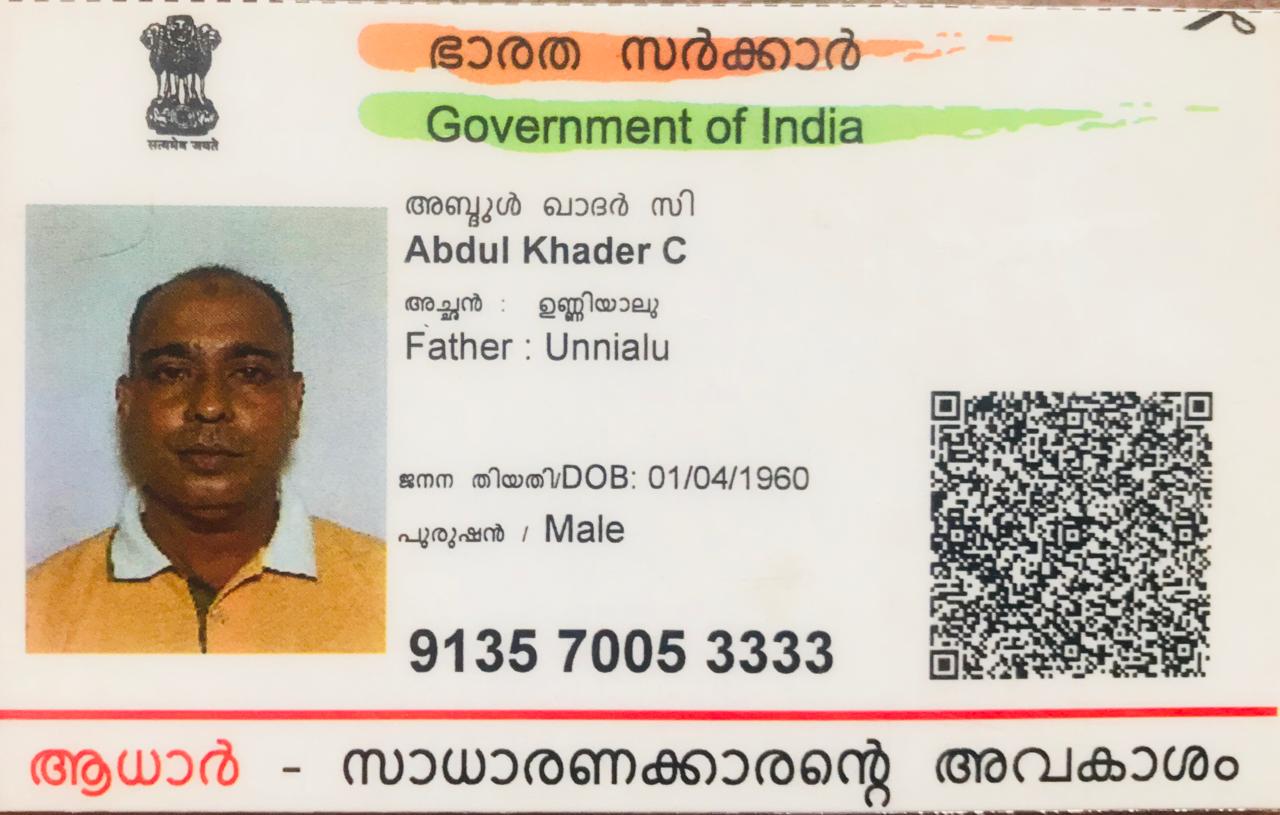 ഭാരത സർക്കാർ
Government of India
सत्यमेव जयते
അബ്ദുൾ ഖാദർ സി
Abdul Khader C
അച്ഛൻ : ഉണ്ണിയാലു
Father : Unnialu
ജനന തിയതി/DOB: 01/04/1960
പുരുഷൻ / Male
9135 7005 3333
ആധാർ - സാധാരണക്കാരന്റെ അവകാശം